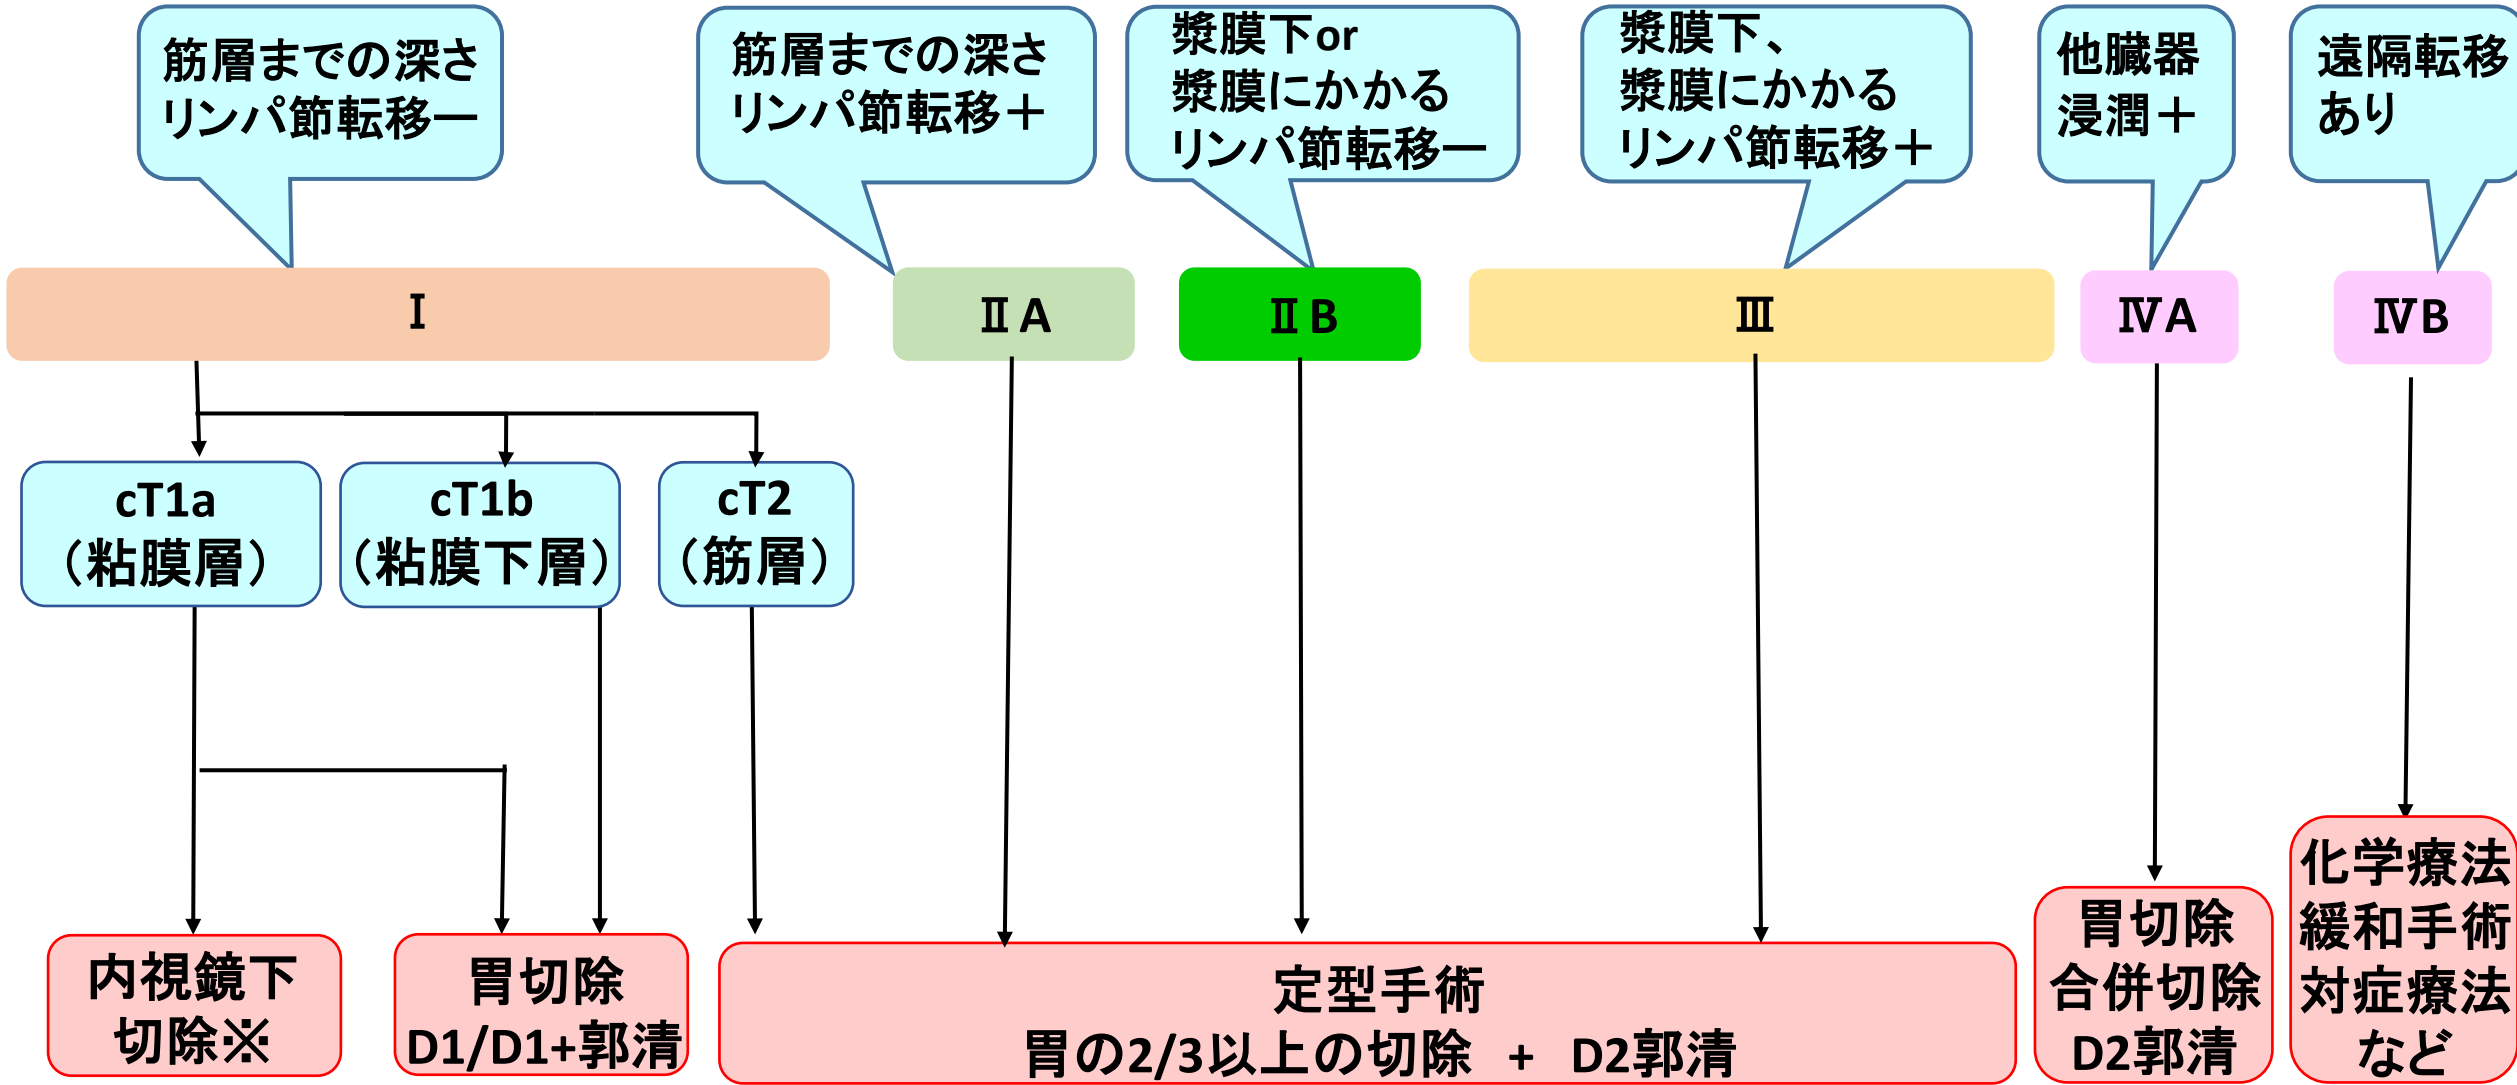 筋層までの深さ
リンパ節転移―
筋層までの深さ
リンパ節転移＋
漿膜下or
漿膜にかかる
リンパ節転移―
漿膜下、
漿膜にかかる
リンパ節転移＋
他臓器
浸潤＋
遠隔転移
あり
Ⅰ
ⅡA
ⅡB
Ⅲ
ⅣA
ⅣB
cT1a
（粘膜層）
cT1b
（粘膜下層）
cT2
（筋層）
内視鏡下
切除※
胃切除
D1/D1+郭清
定型手術
胃の2/3以上の切除 + D2郭清
胃切除
合併切除
D2郭清
化学療法
緩和手術
対症療法
など